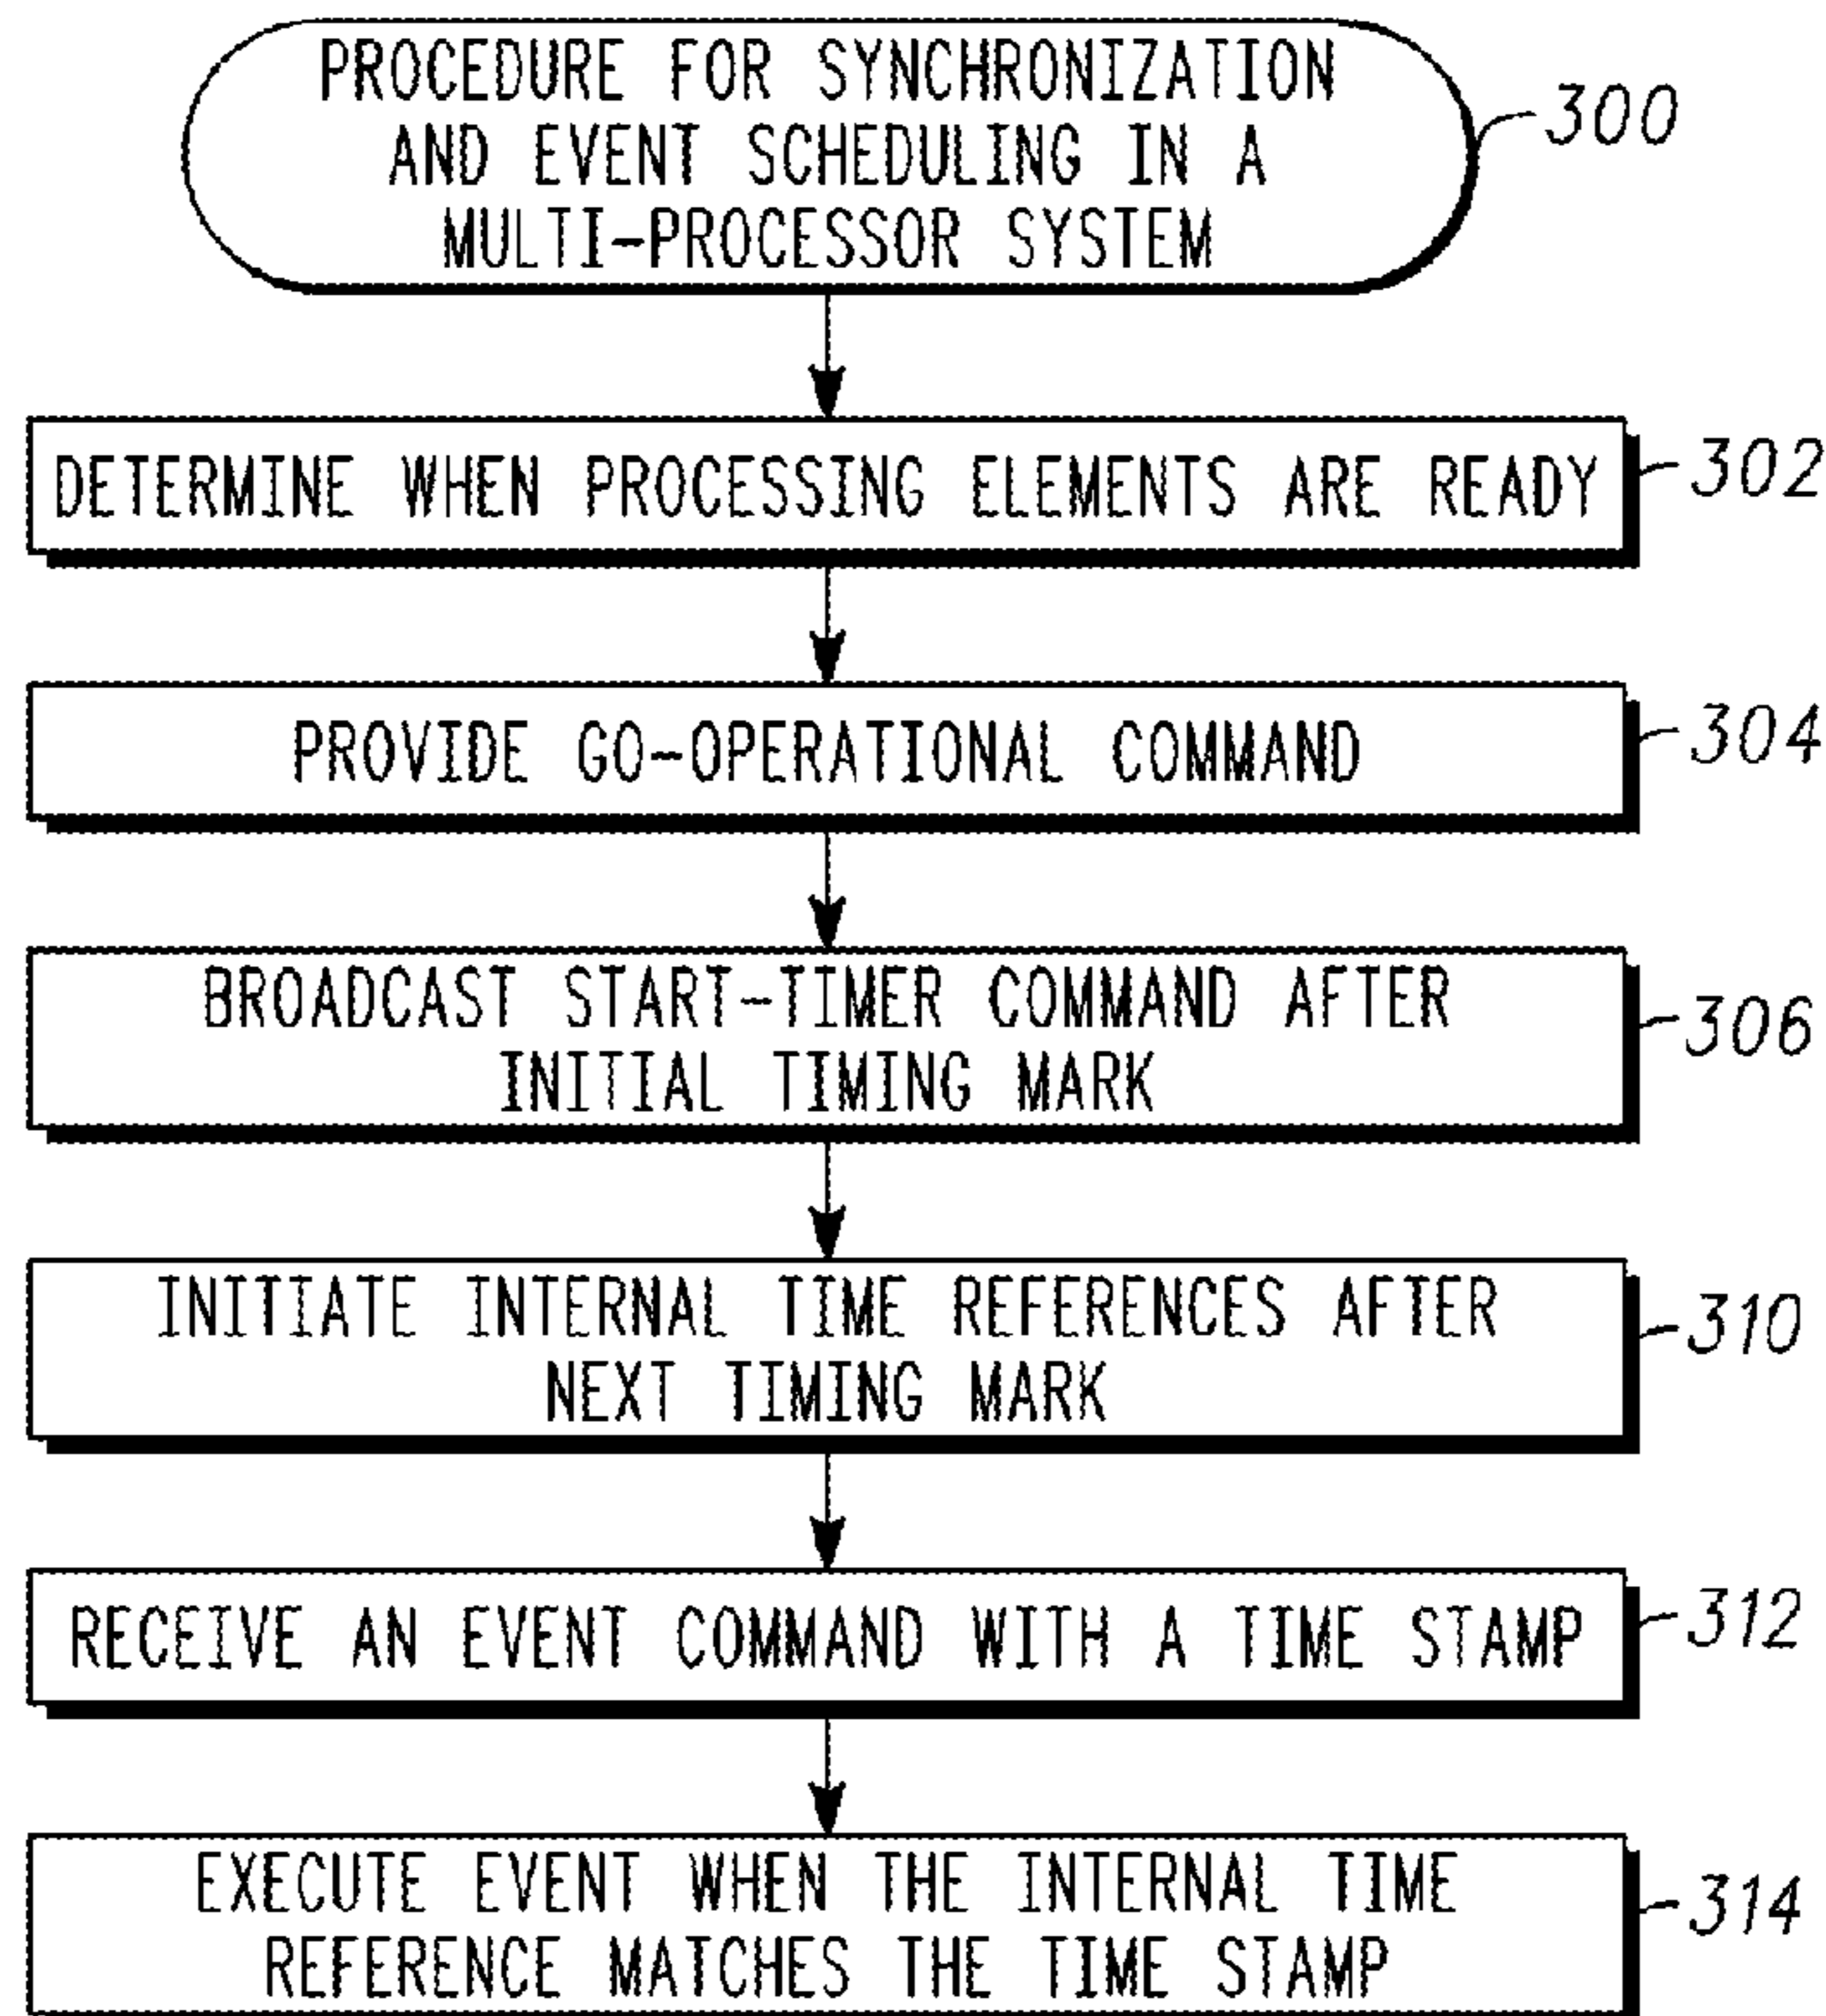 PROCEDURE FOR SYNCHRONIZATION
AND EVENT SCHEDULING IN A
MULTI-PROCESSOR SYSTEM
300
DETERMINE WHEN PROCESSING ELEMENTS ARE READY
302
PROVIDE GO-OPERATIONAL COMMAND
304
BROADCAST START-TIMER COMMAND AFTER
INITIAL TIMING MARK
306
INITIATE INTERNAL TIME REFERENCES AFTER
NEXT TIMING MARK
310
RECEIVE AN EVENT COMMAND WITH A TIME STAMP
312
EXECUTE EVENT WHEN THE INTERNAL TIME
REFERENCE MATCHES THE TIME STAMP
314